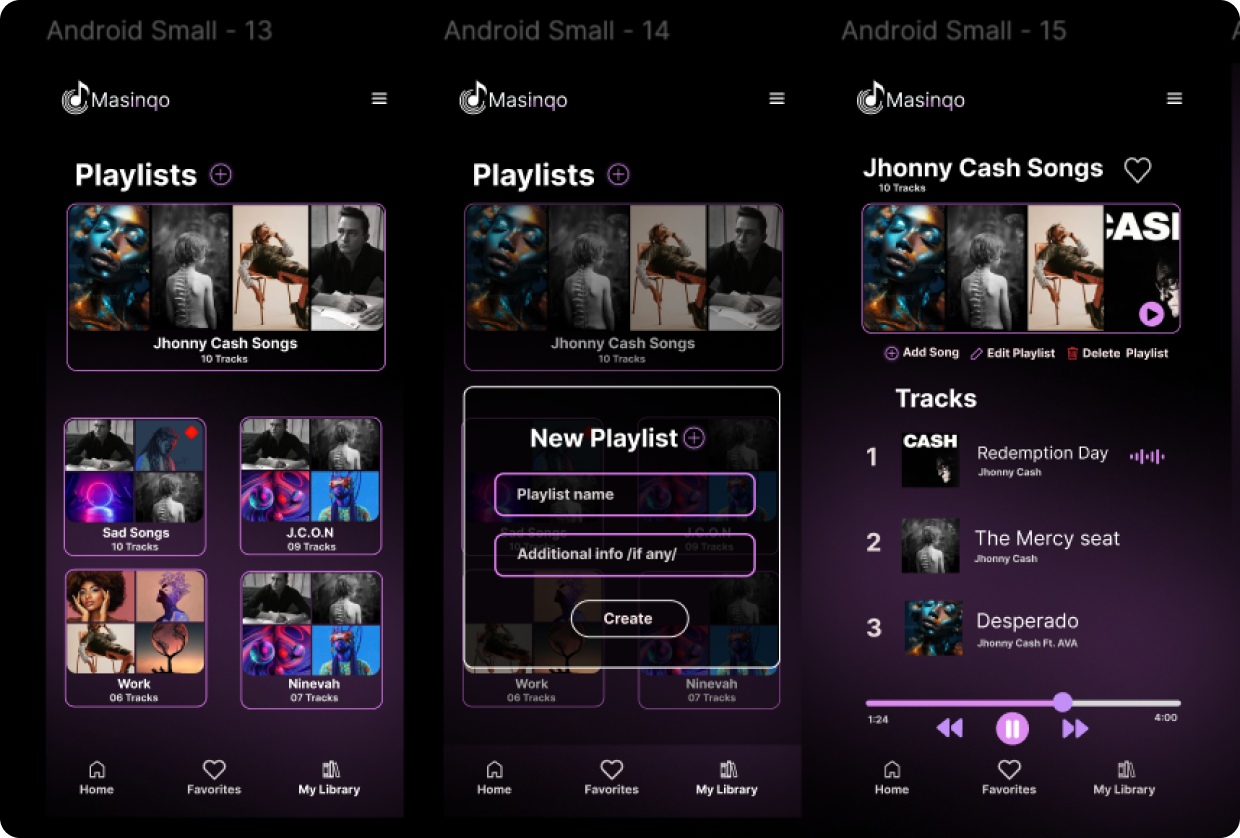 Android Small - 13
Masinqo
Playlists
Jhonny Cash Songs
10 Tracks
Sad Songs
10 Tracks
J.C.O.N
09 Tracks
Work
06 Tracks
Ninevah
07 Tracks
Home
Favorites
My Library
Android Small - 14
Masinqo
Playlists
Jhonny Cash Songs
10 Tracks
New Playlist
Playlist name
Sad Songs
10 Tracks
J.C.O.N
09 Tracks
Additional info /if any/
Create
Work
06 Tracks
Ninevah
07 Tracks
Home
Favorites
My Library
Android Small - 15
Masinqo
Jhonny Cash Songs
10 Tracks
CASH
Add Song
Edit Playlist
Delete Playlist
Tracks
1
CASH
Redemption Day
Jhonny Cash
2
The Mercy seat
Jhonny Cash
3
Desperado
Jhonny Cash Ft. AVA
1:24
4:00
Home
Favorites
My Library